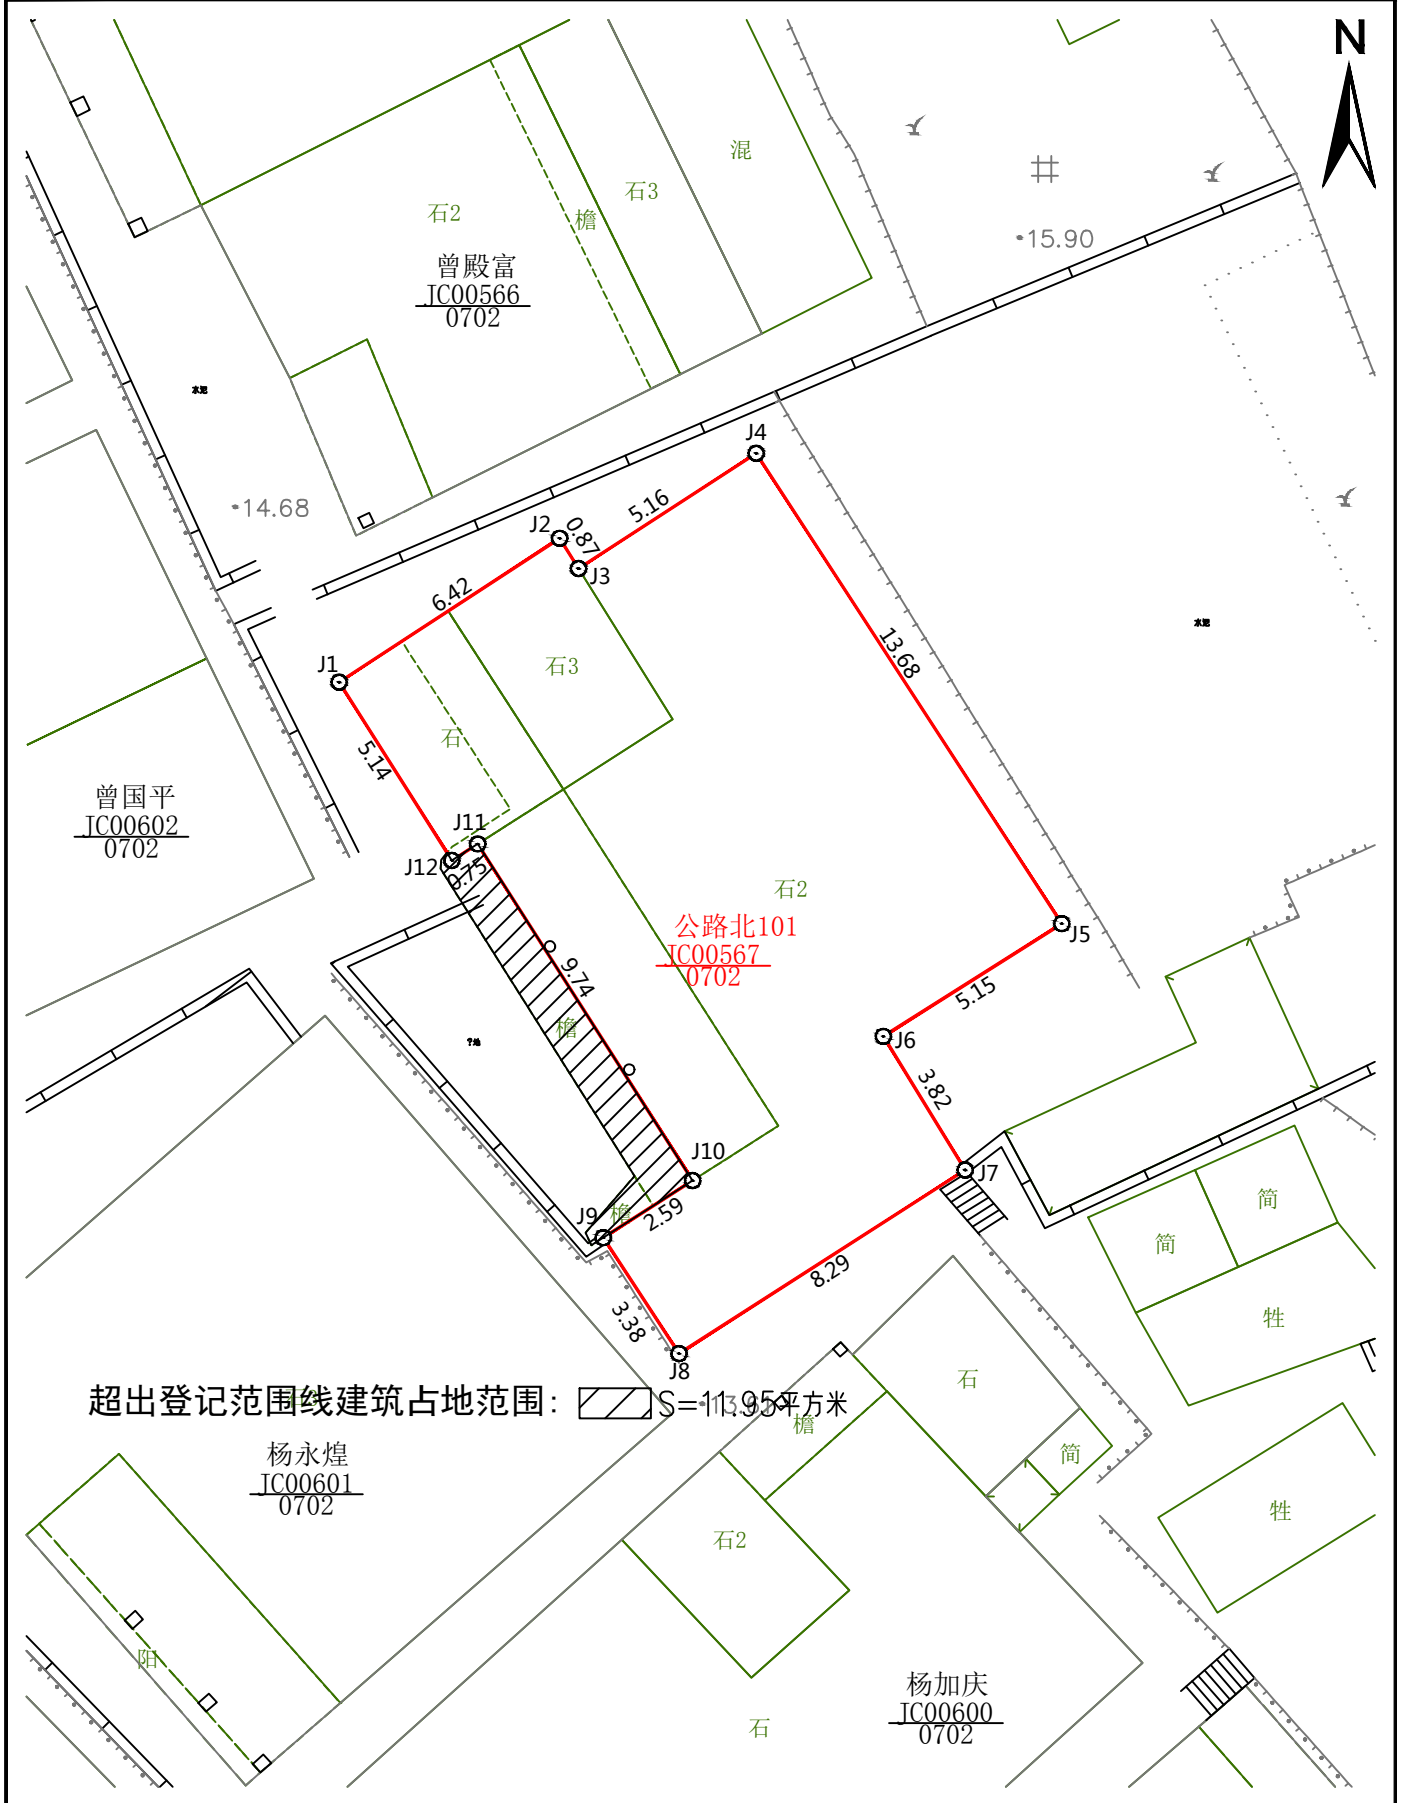 N
混
石3
石2
檐
曾殿富
JC00566
0702
15.90
水泥
14.68
J4
5.16
J2
0.87
J3
6.42
水泥
13.68
J1
石3
石
5.14
曾国平
JC00602
0702
J11
J12
0.75
石2
公路北101
JC00567
0702
J5
9.74
5.15
檐
J6
3.82
J10
J7
简
简
檐
J9
2.59
8.29
牲
3.38
J8
石
超出登记范围线建筑占地范围:
S=11.95平方米
檐
杨永煌
JC00601
0702
简
牲
石2
阳
杨加庆
JC00600
0702
石